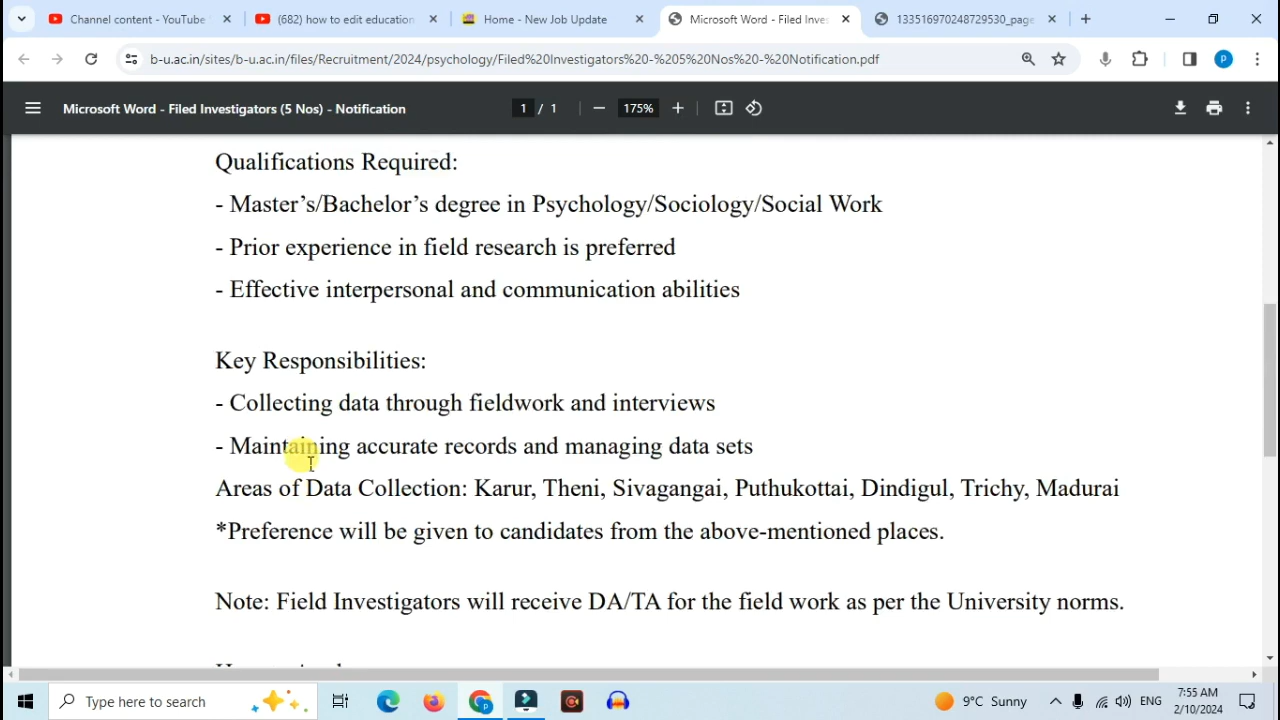 Channel content - YouTube
(682) how to edit education
Home - New Job Update
Microsoft Word - Filed Inves
133516970248729530_page
b-u.ac.in/sites/b-u.ac.in/files/Recruitment/2024/psychology/Filed%20Investigators%20-%205%20Nos%20-%20Notification.pdf
P
Microsoft Word - Filed Investigators (5 Nos) - Notification
1 / 1
175%
Qualifications Required:
- Master’s/Bachelor’s degree in Psychology/Sociology/Social Work
- Prior experience in field research is preferred
- Effective interpersonal and communication abilities
Key Responsibilities:
- Collecting data through fieldwork and interviews
- Maintaining accurate records and managing data sets
Areas of Data Collection: Karur, Theni, Sivagangai, Puthukottai, Dindigul, Trichy, Madurai
*Preference will be given to candidates from the above-mentioned places.
Note: Field Investigators will receive DA/TA for the field work as per the University norms.
Type here to search
9°C Sunny
ENG
7:55 AM
2/10/2024